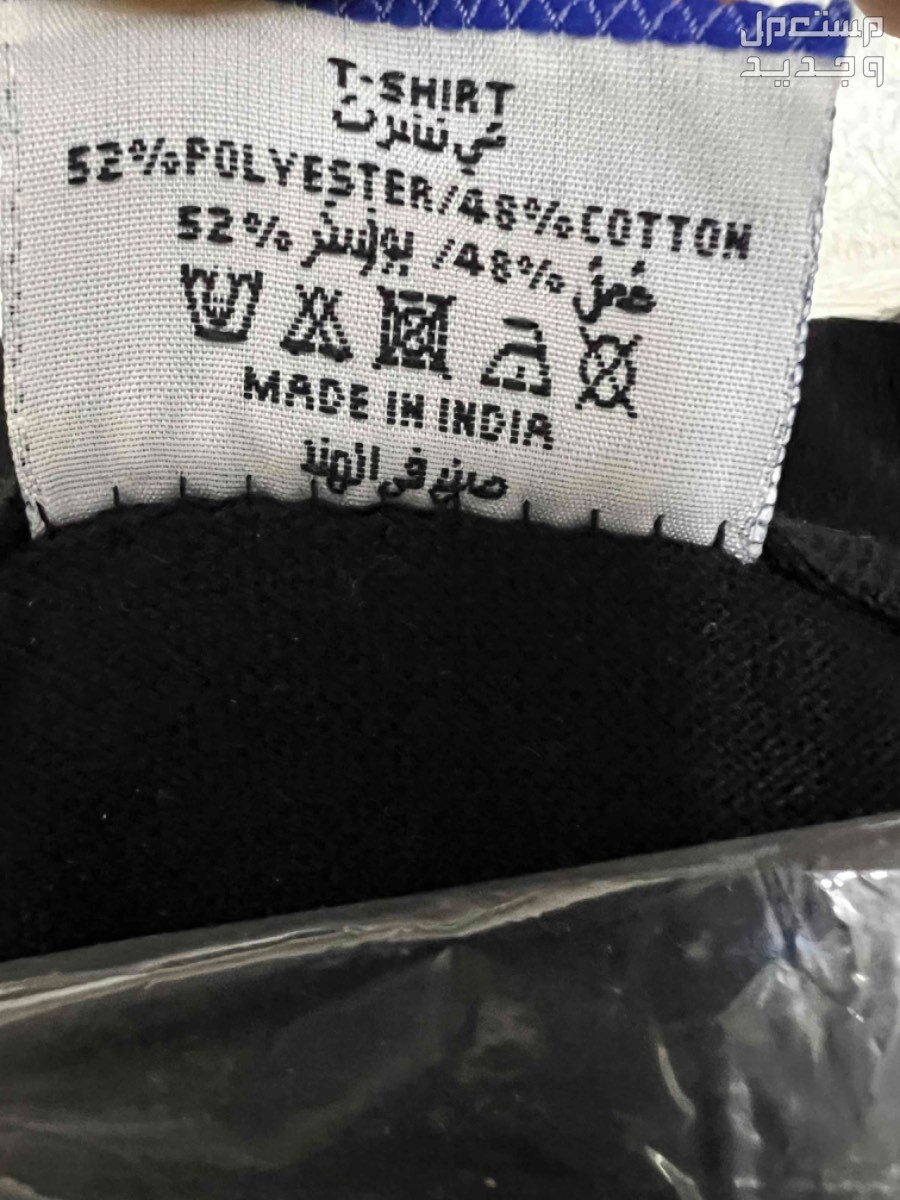 مستعمل
وجديد
T-SHIRT
تي شيرت
52%POLYESTER/48%COTTON
52% بوليستر /48% قطن
MADE IN INDIA
صنع في الهند